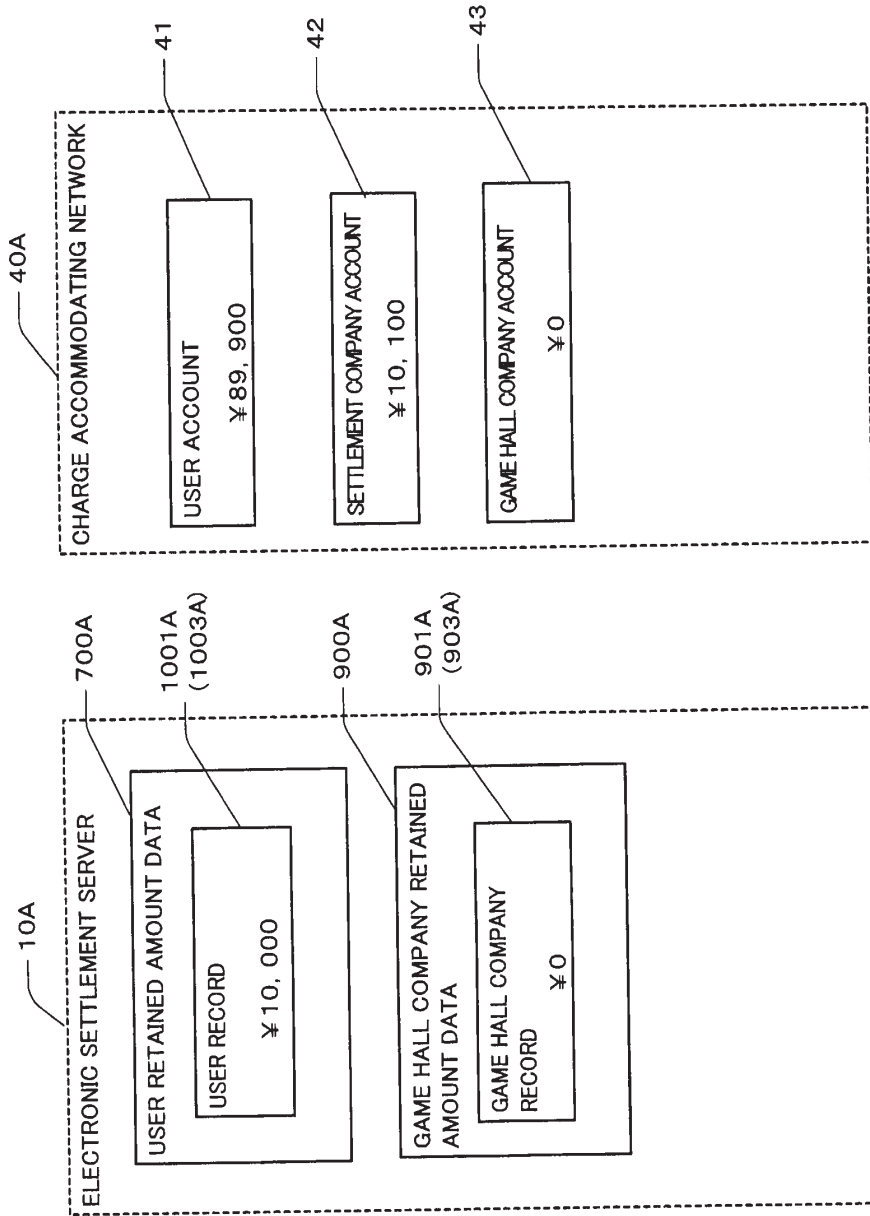 10A
ELECTRONIC SETTLEMENT SERVER
700A
USER RETAINED AMOUNT DATA
1001A
(1003A)
USER RECORD
¥10, 000
900A
GAME HALL COMPANY RETAINED
AMOUNT DATA
901A
(903A)
GAME HALL COMPANY
RECORD
¥0
40A
CHARGE ACCOMMODATING NETWORK
41
USER ACCOUNT
¥89, 900
42
SETTLEMENT COMPANY ACCOUNT
¥10, 100
43
GAME HALL COMPANY ACCOUNT
¥0